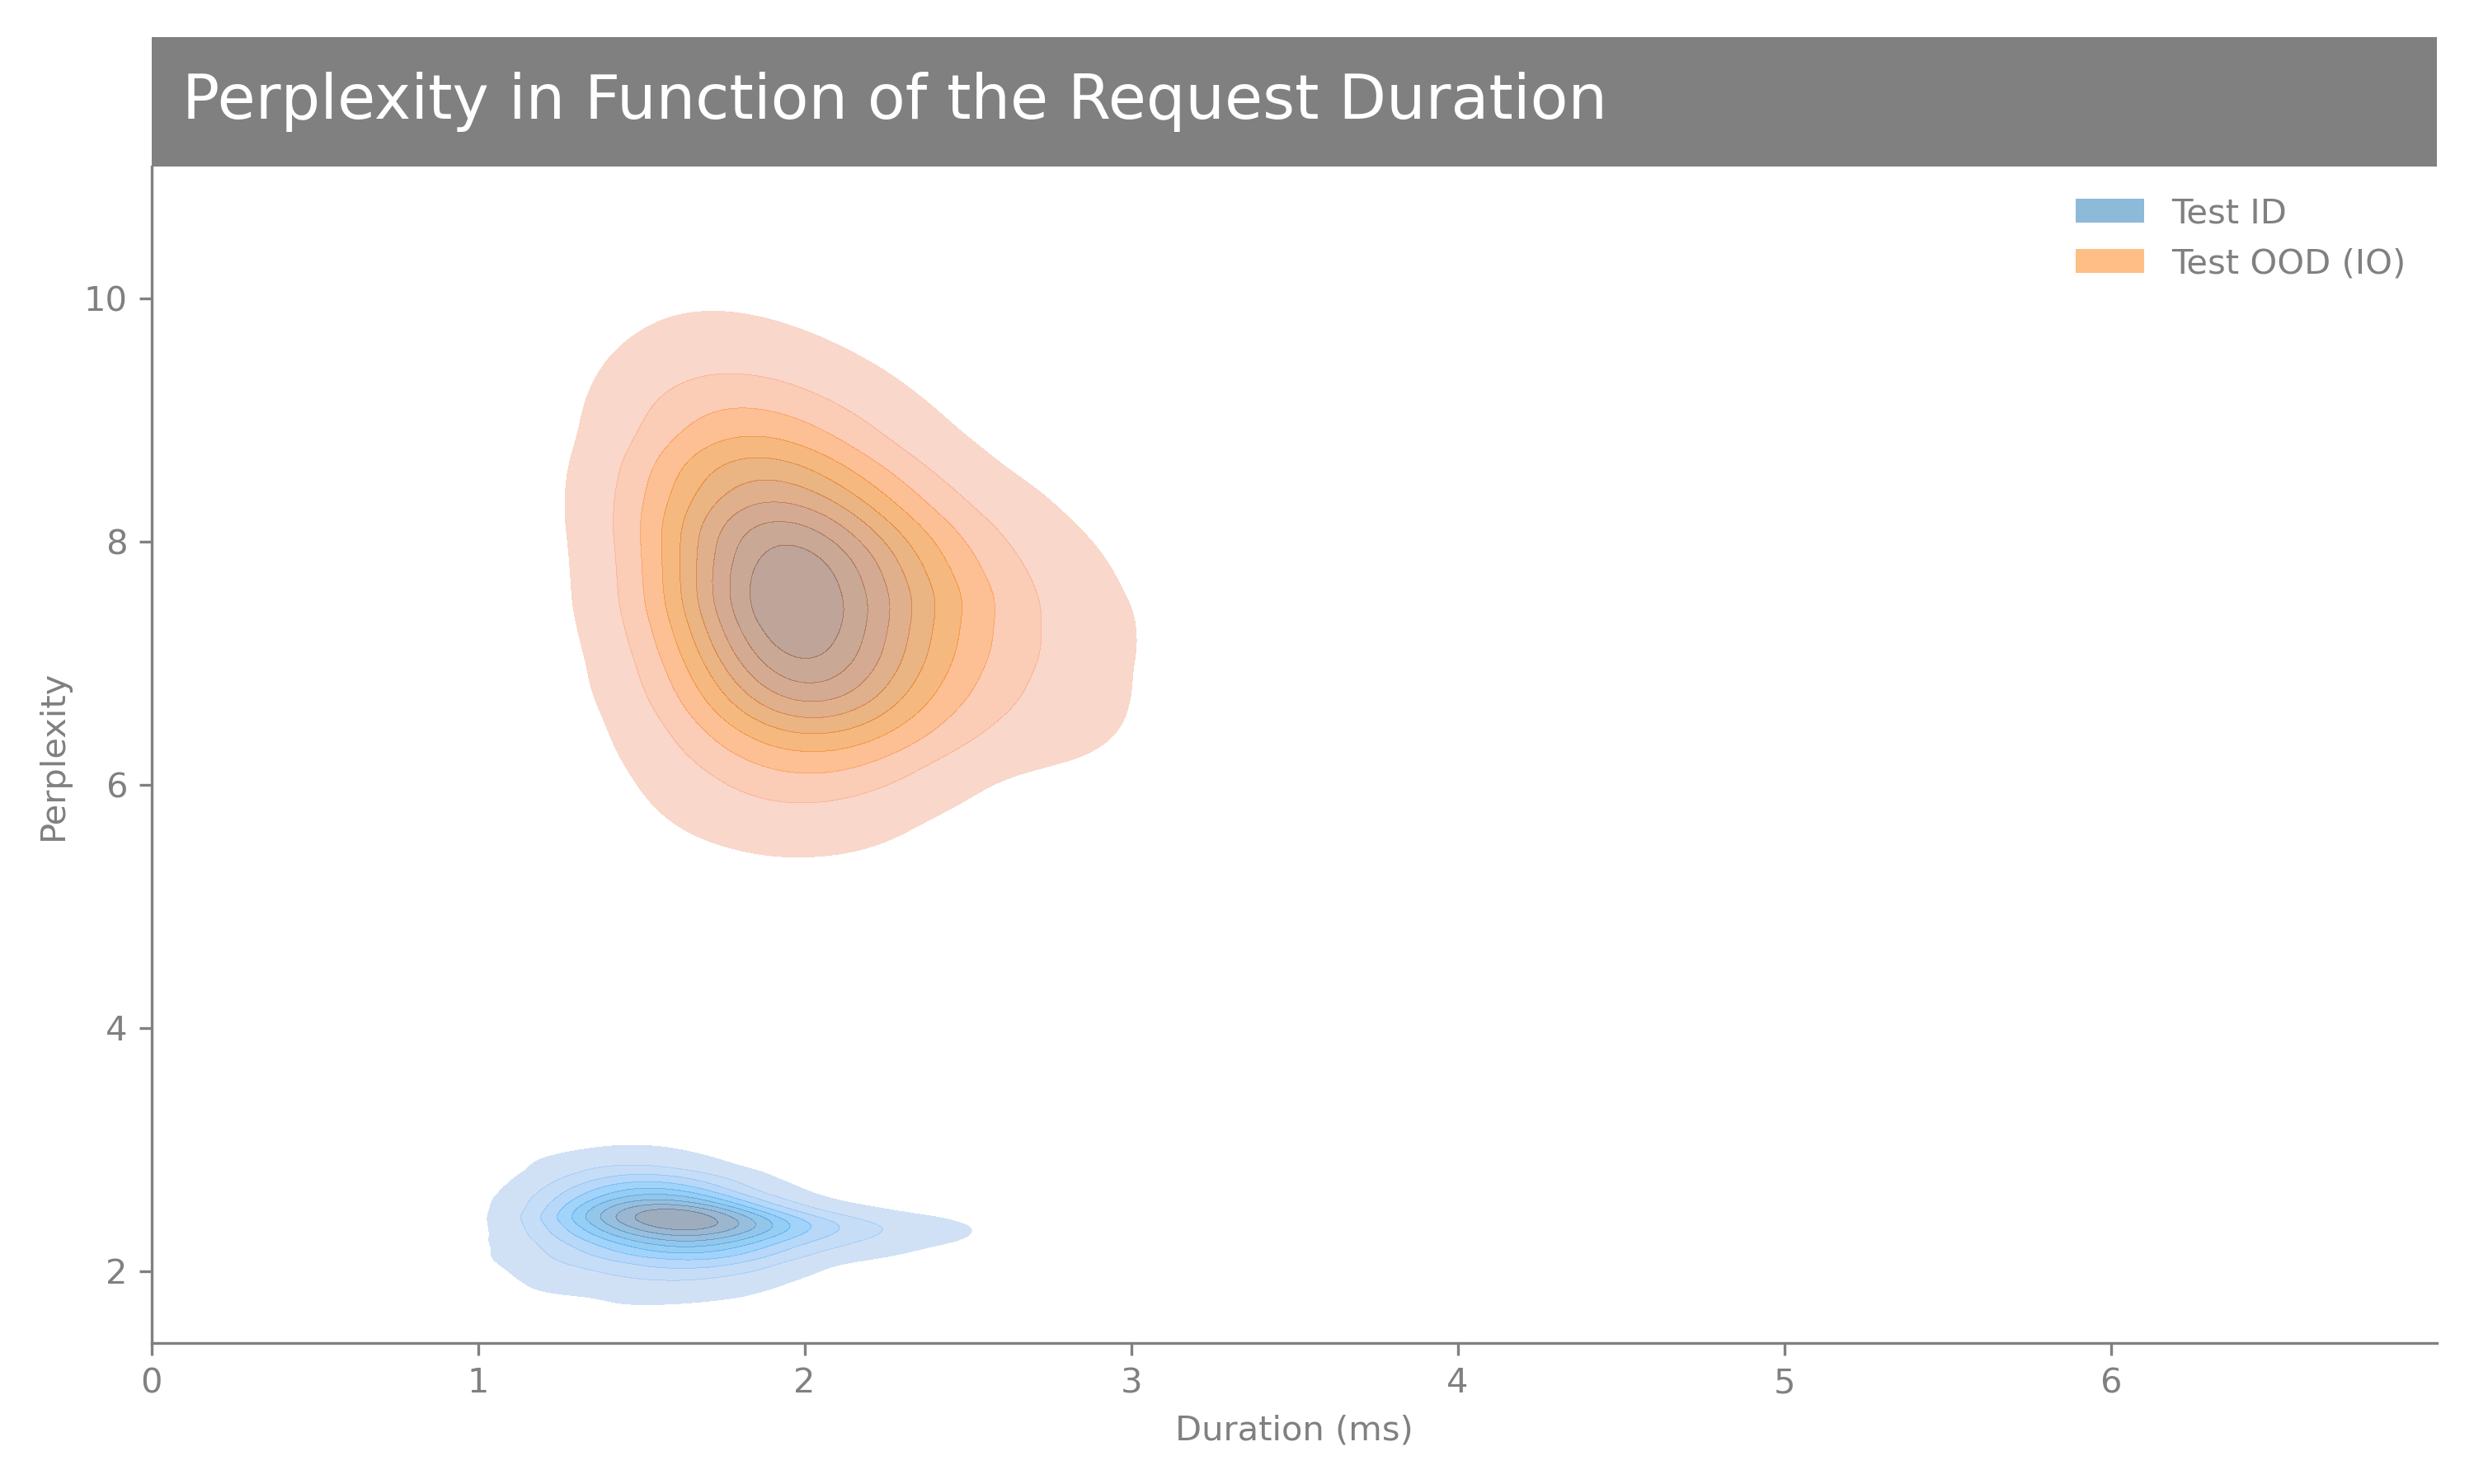 Perplexity in Function of the Request Duration
Test ID
Test OOD (IO)
10
8
6
4
2
Perplexity
0 1 2 3 4 5 6
Duration (ms)